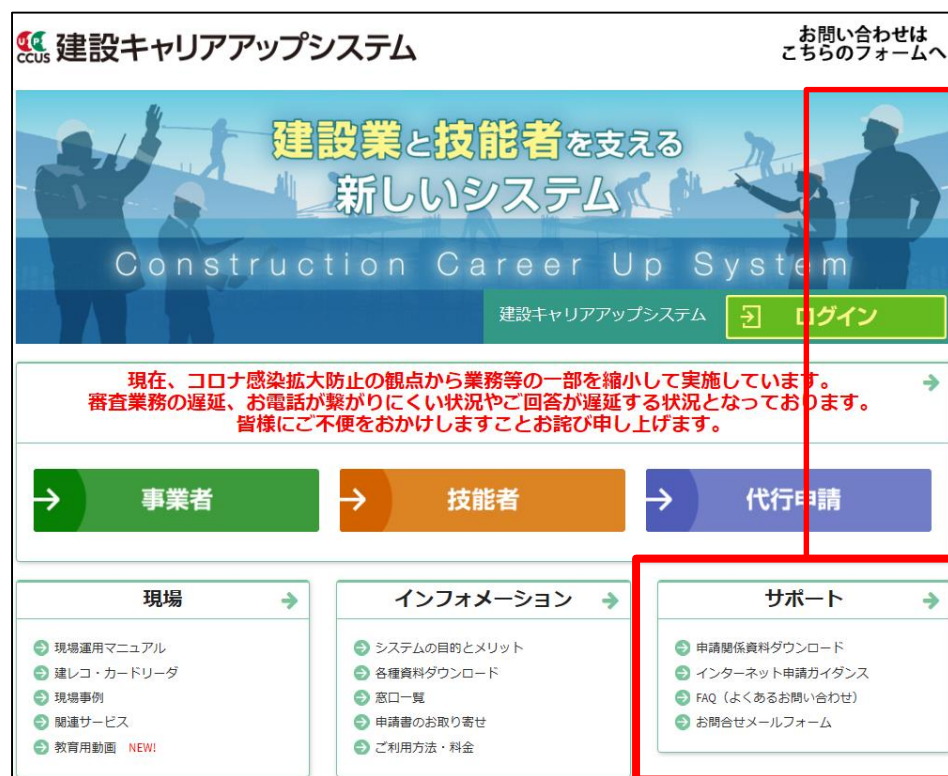 CCUS 建設キャリアアップシステム
お問い合わせは
こちらのフォームへ
建設業と技能者を支える
新しいシステム
Construction Career Up System
建設キャリアアップシステム ログイン
現在、コロナ感染拡大防止の観点から業務等の一部を縮小して実施しています。
審査業務の遅延、お電話が繋がりにくい状況やご回答が遅延する状況となっております。
皆様にご不便をおかけしますことお詫び申し上げます。
事業者
技能者
代行申請
現場
現場運用マニュアル
建レコ・カードリーダ
現場事例
関連サービス
教育用動画 NEW!
インフォメーション
システムの目的とメリット
各種資料ダウンロード
窓口一覧
申請書のお取り寄せ
ご利用方法・料金
サポート
申請関係資料ダウンロード
インターネット申請ガイダンス
FAQ（よくあるお問い合わせ）
お問合せメールフォーム